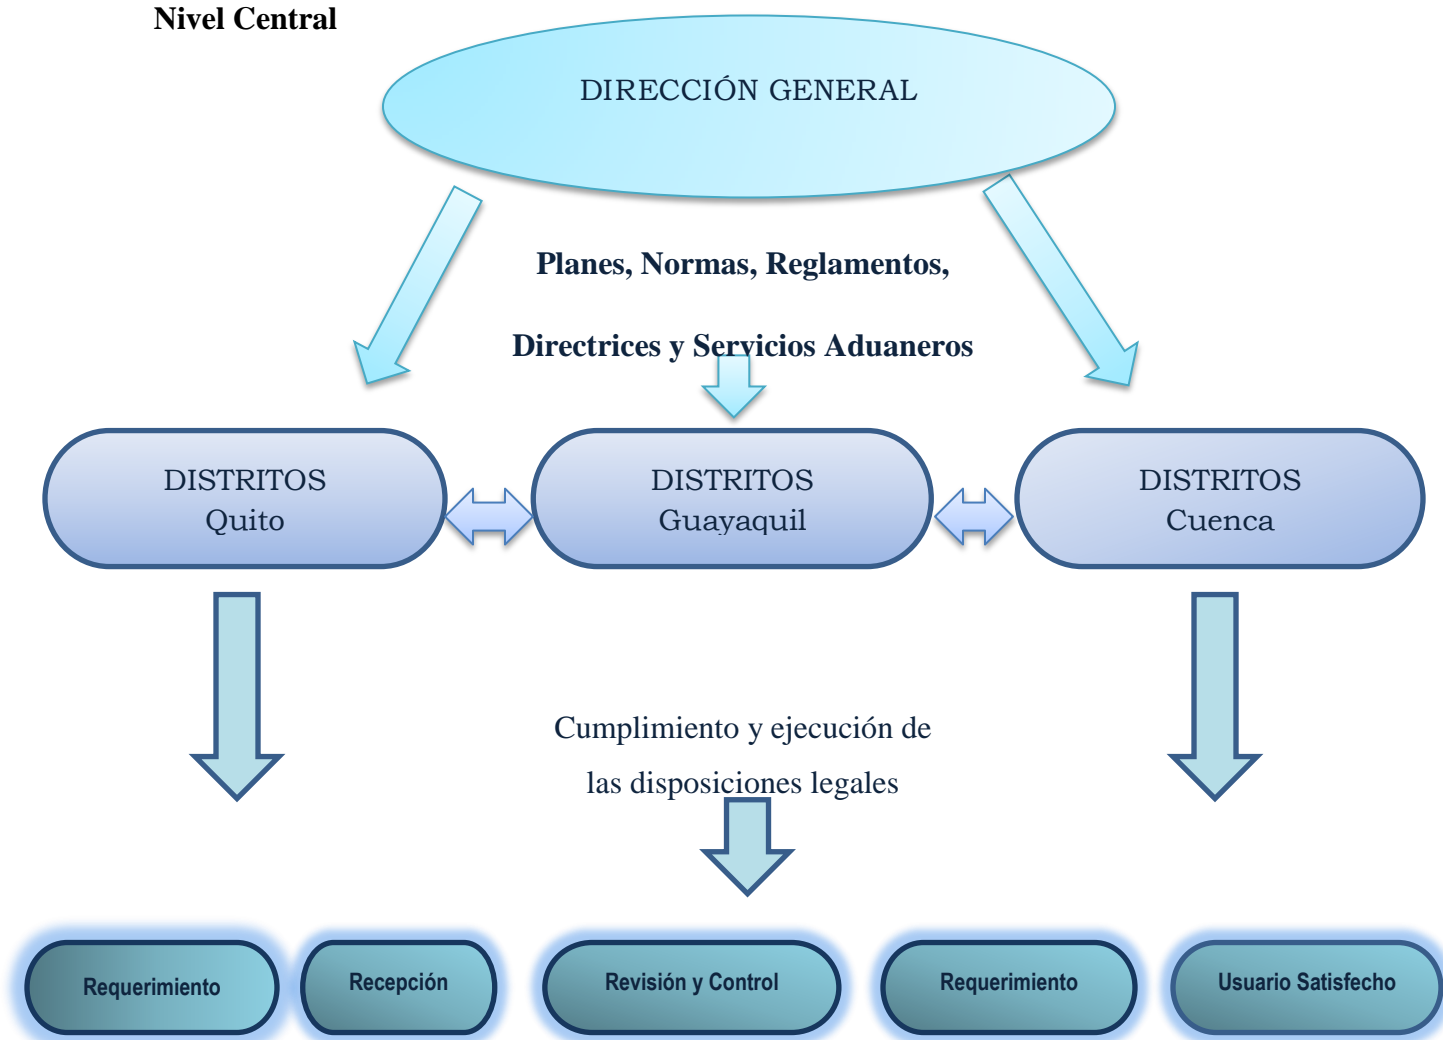 Nivel Central
DIRECCIÓN GENERAL
Planes, Normas, Reglamentos,
Directrices y Servicios Aduaneros
DISTRITOS
Quito
DISTRITOS
Guayaquil
DISTRITOS
Cuenca
Cumplimiento y ejecución de
las disposiciones legales
Requerimiento
Recepción
Revisión y Control
Requerimiento
Usuario Satisfecho